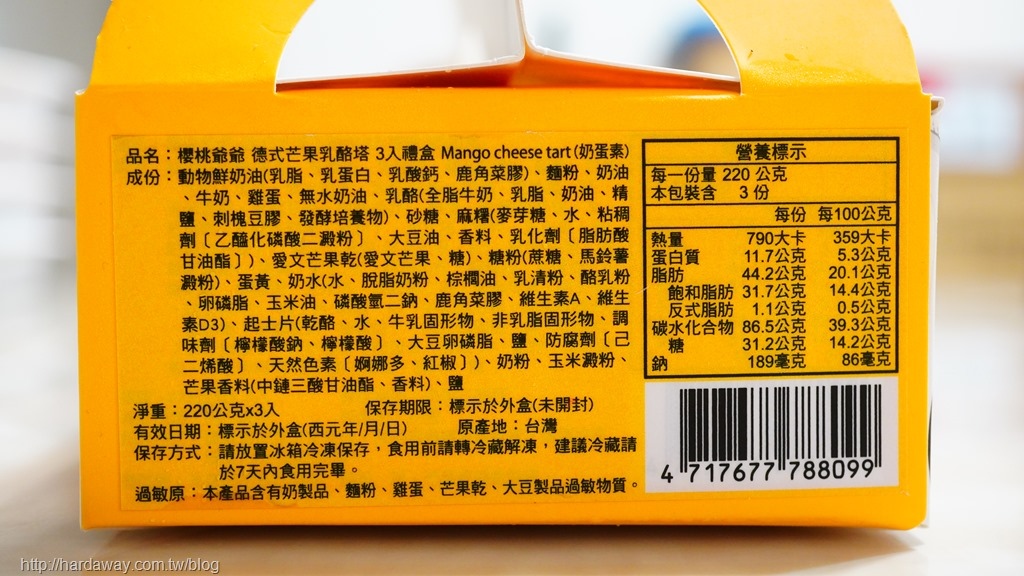 品名：櫻桃爺爺 德式芒果乳酪塔 3入禮盒 Mango cheese tart(奶蛋素)
成份：動物鮮奶油(乳脂、乳蛋白、乳酸鈣、鹿角菜膠)、麵粉、奶油
、牛奶、雞蛋、無水奶油、乳酪(全脂牛奶、乳脂、奶油、精
鹽、刺槐豆膠、發酵培養物)、砂糖、麻糬(麥芽糖、水、粘稠
劑〔乙醯化磷酸二澱粉〕、大豆油、香料、乳化劑〔脂肪酸
甘油酯〕)、愛文芒果乾(愛文芒果、糖)、糖粉(蔗糖、馬鈴薯
澱粉)、蛋黃、奶水(水、脫脂奶粉、棕櫚油、乳清粉、酪乳粉
、卵磷脂、玉米油、磷酸氫二鈉、鹿角菜膠、維生素A、維生
素D3)、起士片(乾酪、水、牛乳固形物、非乳脂固形物、調
味劑〔檸檬酸鈉、檸檬酸〕、大豆卵磷脂、鹽、防腐劑〔己
二烯酸〕、天然色素〔婀娜多、紅椒〕)、奶粉、玉米澱粉、
芒果香料(中鏈三酸甘油酯、香料)、鹽
淨重：220公克x3入 保存期限：標示於外盒(未開封)
有效日期：標示於外盒(西元年/月/日) 原產地：台灣
保存方式：請放置冰箱冷凍保存，食用前請轉冷藏解凍，建議冷藏請
於7天內食用完畢。
過敏原：本產品含有奶製品、麵粉、雞蛋、芒果乾、大豆製品過敏物質。
營養標示
每一份量 220 公克
本包裝含 3 份
每份 每100公克
熱量 790大卡 359大卡
蛋白質 11.7公克 5.3公克
脂肪 44.2公克 20.1公克
飽和脂肪 31.7公克 14.4公克
反式脂肪 1.1公克 0.5公克
碳水化合物 86.5公克 39.3公克
糖 31.2公克 14.2公克
鈉 189毫克 86毫克
4 717677 788099
http://hardaway.com.tw/blog